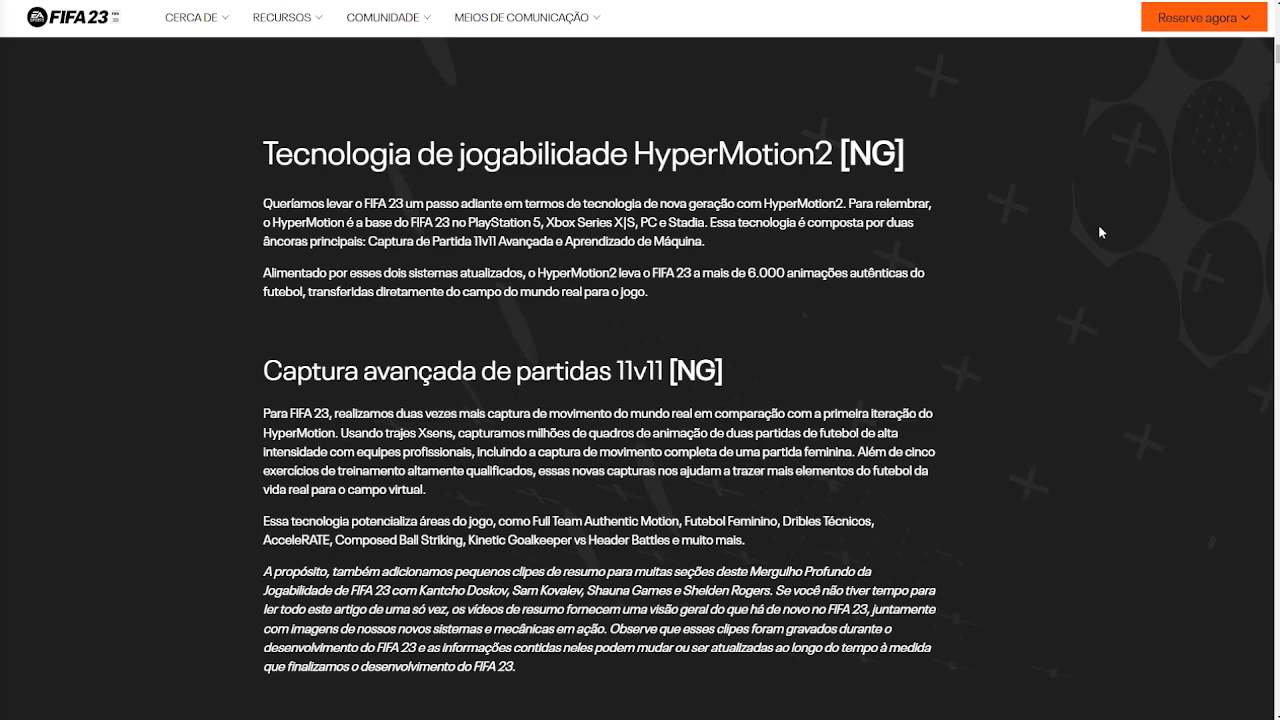 EA SPORTS FIFA 23
CERCA DE
RECURSOS
COMUNIDADE
MEIOS DE COMUNICAÇÃO
Reserve agora
Tecnologia de jogabilidade HyperMotion2 [NG]
Queríamos levar o FIFA 23 um passo adiante em termos de tecnologia de nova geração com HyperMotion2. Para relembrar,
o HyperMotion é a base do FIFA 23 no PlayStation 5, Xbox Series X|S, PC e Stadia. Essa tecnologia é composta por duas
âncoras principais: Captura de Partida 11v11 Avançada e Aprendizado de Máquina.
Alimentado por esses dois sistemas atualizados, o HyperMotion2 leva o FIFA 23 a mais de 6.000 animações autênticas do
futebol, transferidas diretamente do campo do mundo real para o jogo.
Captura avançada de partidas 11v11 [NG]
Para FIFA 23, realizamos duas vezes mais captura de movimento do mundo real em comparação com a primeira iteração do
HyperMotion. Usando trajes Xsens, capturamos milhões de quadros de animação de duas partidas de futebol de alta
intensidade com equipes profissionais, incluindo a captura de movimento completa de uma partida feminina. Além de cinco
exercícios de treinamento altamente qualificados, essas novas capturas nos ajudam a trazer mais elementos do futebol da
vida real para o campo virtual.
Essa tecnologia potencializa áreas do jogo, como Full Team Authentic Motion, Futebol Feminino, Dribles Técnicos,
AcceleRATE, Composed Ball Striking, Kinetic Goalkeeper vs Header Battles e muito mais.
A propósito, também adicionamos pequenos clipes de resumo para muitas seções deste Mergulho Profundo da
Jogabilidade de FIFA 23 com Kantcho Doskov, Sam Kovalev, Shauna Games e Shelden Rogers. Se você não tiver tempo para
ler todo este artigo de uma só vez, os vídeos de resumo fornecem uma visão geral do que há de novo no FIFA 23, juntamente
com imagens de nossos novos sistemas e mecânicas em ação. Observe que esses clipes foram gravados durante o
desenvolvimento do FIFA 23 e as informações contidas neles podem mudar ou ser atualizadas ao longo do tempo à medida
que finalizamos o desenvolvimento do FIFA 23.